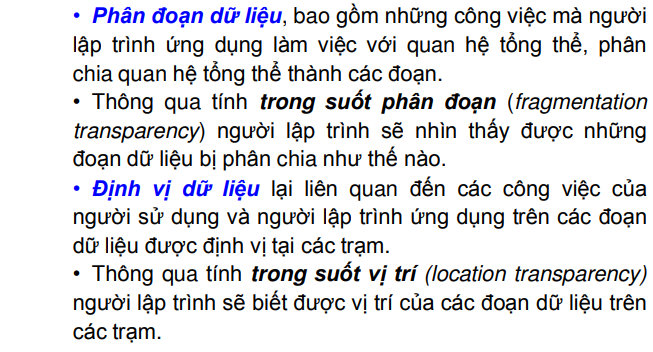 • Phân đoạn dữ liệu, bao gồm những công việc mà người
lập trình ứng dụng làm việc với quan hệ tổng thể, phân
chia quan hệ tổng thể thành các đoạn.
• Thông qua tính trong suốt phân đoạn (fragmentation
transparency) người lập trình sẽ nhìn thấy được những
đoạn dữ liệu bị phân chia như thế nào.
• Định vị dữ liệu lại liên quan đến các công việc của
người sử dụng và người lập trình ứng dụng trên các đoạn
dữ liệu được định vị tại các trạm.
• Thông qua tính trong suốt vị trí (location transparency)
người lập trình sẽ biết được vị trí của các đoạn dữ liệu trên
các trạm.